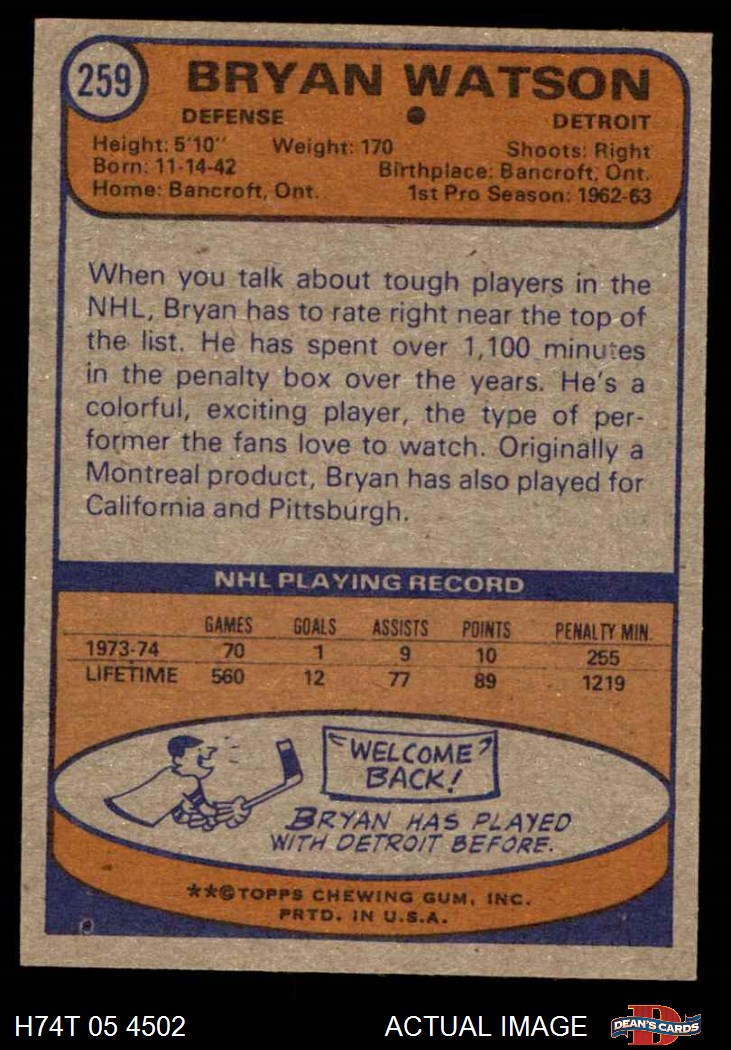 259
BRYAN WATSON
DEFENSE
DETROIT
Height: 5'10" Weight: 170 Shoots: Right
Born: 11-14-42 Birthplace: Bancroft, Ont.
Home: Bancroft, Ont. 1st Pro Season: 1962-63
When you talk about tough players in the
NHL, Bryan has to rate right near the top of
the list. He has spent over 1,100 minutes
in the penalty box over the years. He's a
colorful, exciting player, the type of per-
former the fans love to watch. Originally a
Montreal product, Bryan has also played for
California and Pittsburgh.
NHL PLAYING RECORD
GAMES GOALS ASSISTS POINTS PENALTY MIN.
1973-74 70 1 9 10 255
LIFETIME 560 12 77 89 1219
"WELCOME
BACK!"
BRYAN HAS PLAYED
WITH DETROIT BEFORE.
**©TOPPS CHEWING GUM, INC.
PRTD. IN U.S.A.
H74T 05 4502 ACTUAL IMAGE
D
DEAN'S CARDS